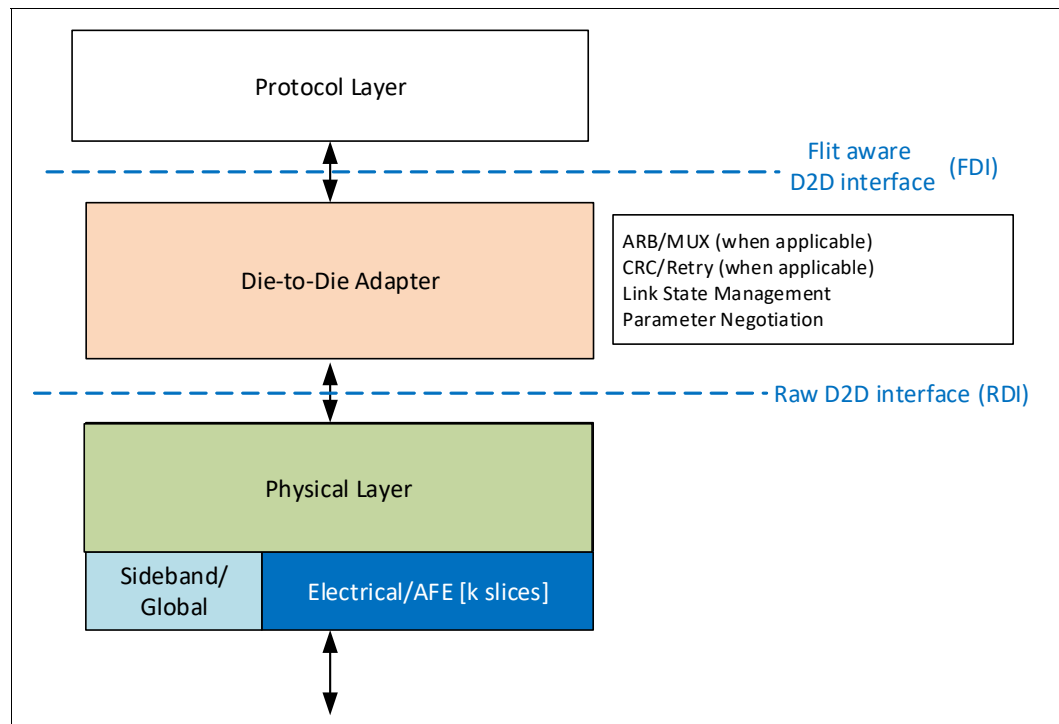 Protocol Layer
Flit aware
D2D interface (FDI)
Die-to-Die Adapter
ARB/MUX (when applicable)
CRC/Retry (when applicable)
Link State Management
Parameter Negotiation
Raw D2D interface (RDI)
Physical Layer
Sideband/
Global
Electrical/AFE [k slices]